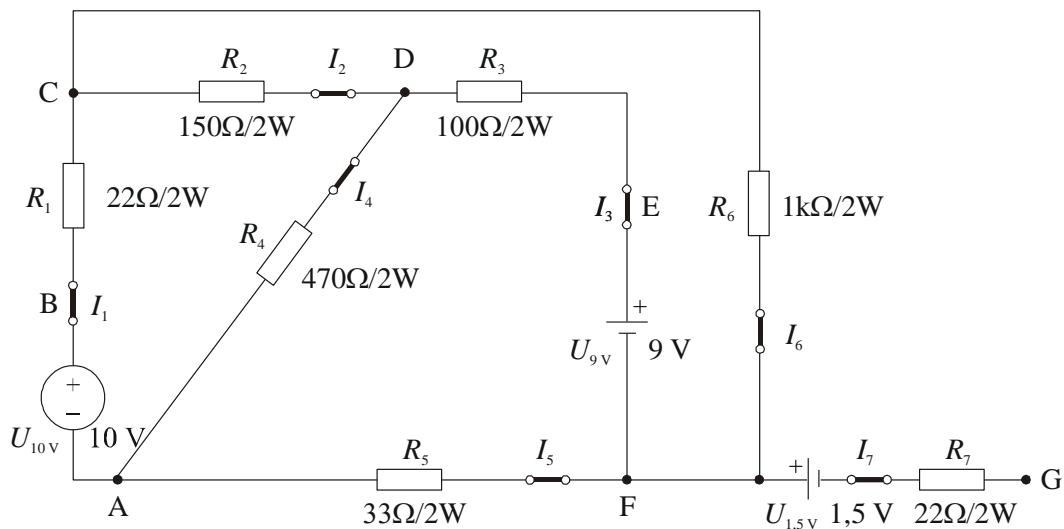 R2 I2 D R3
C
150Ω/2W 100Ω/2W
R1 22Ω/2W I4 I3 E R6 1kΩ/2W
R4
470Ω/2W
B I1
+
U9 V 9 V I6
+
−
U10 V 10 V
R5 I5 + I7 R7
A F G
33Ω/2W U1,5 V 1,5 V 22Ω/2W